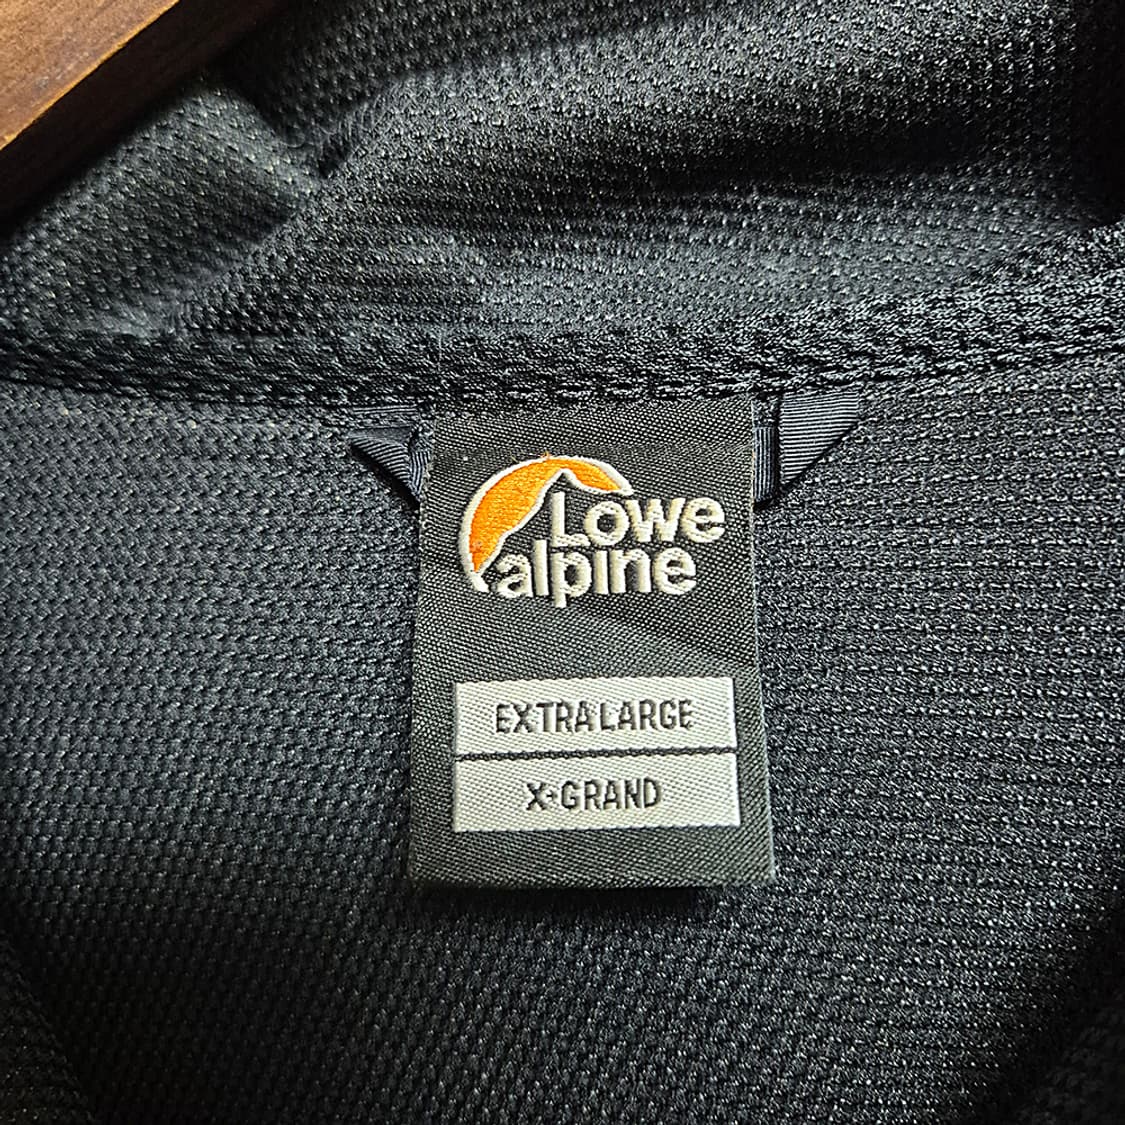 Lowe
alpine
EXTRA LARGE
X-GRAND